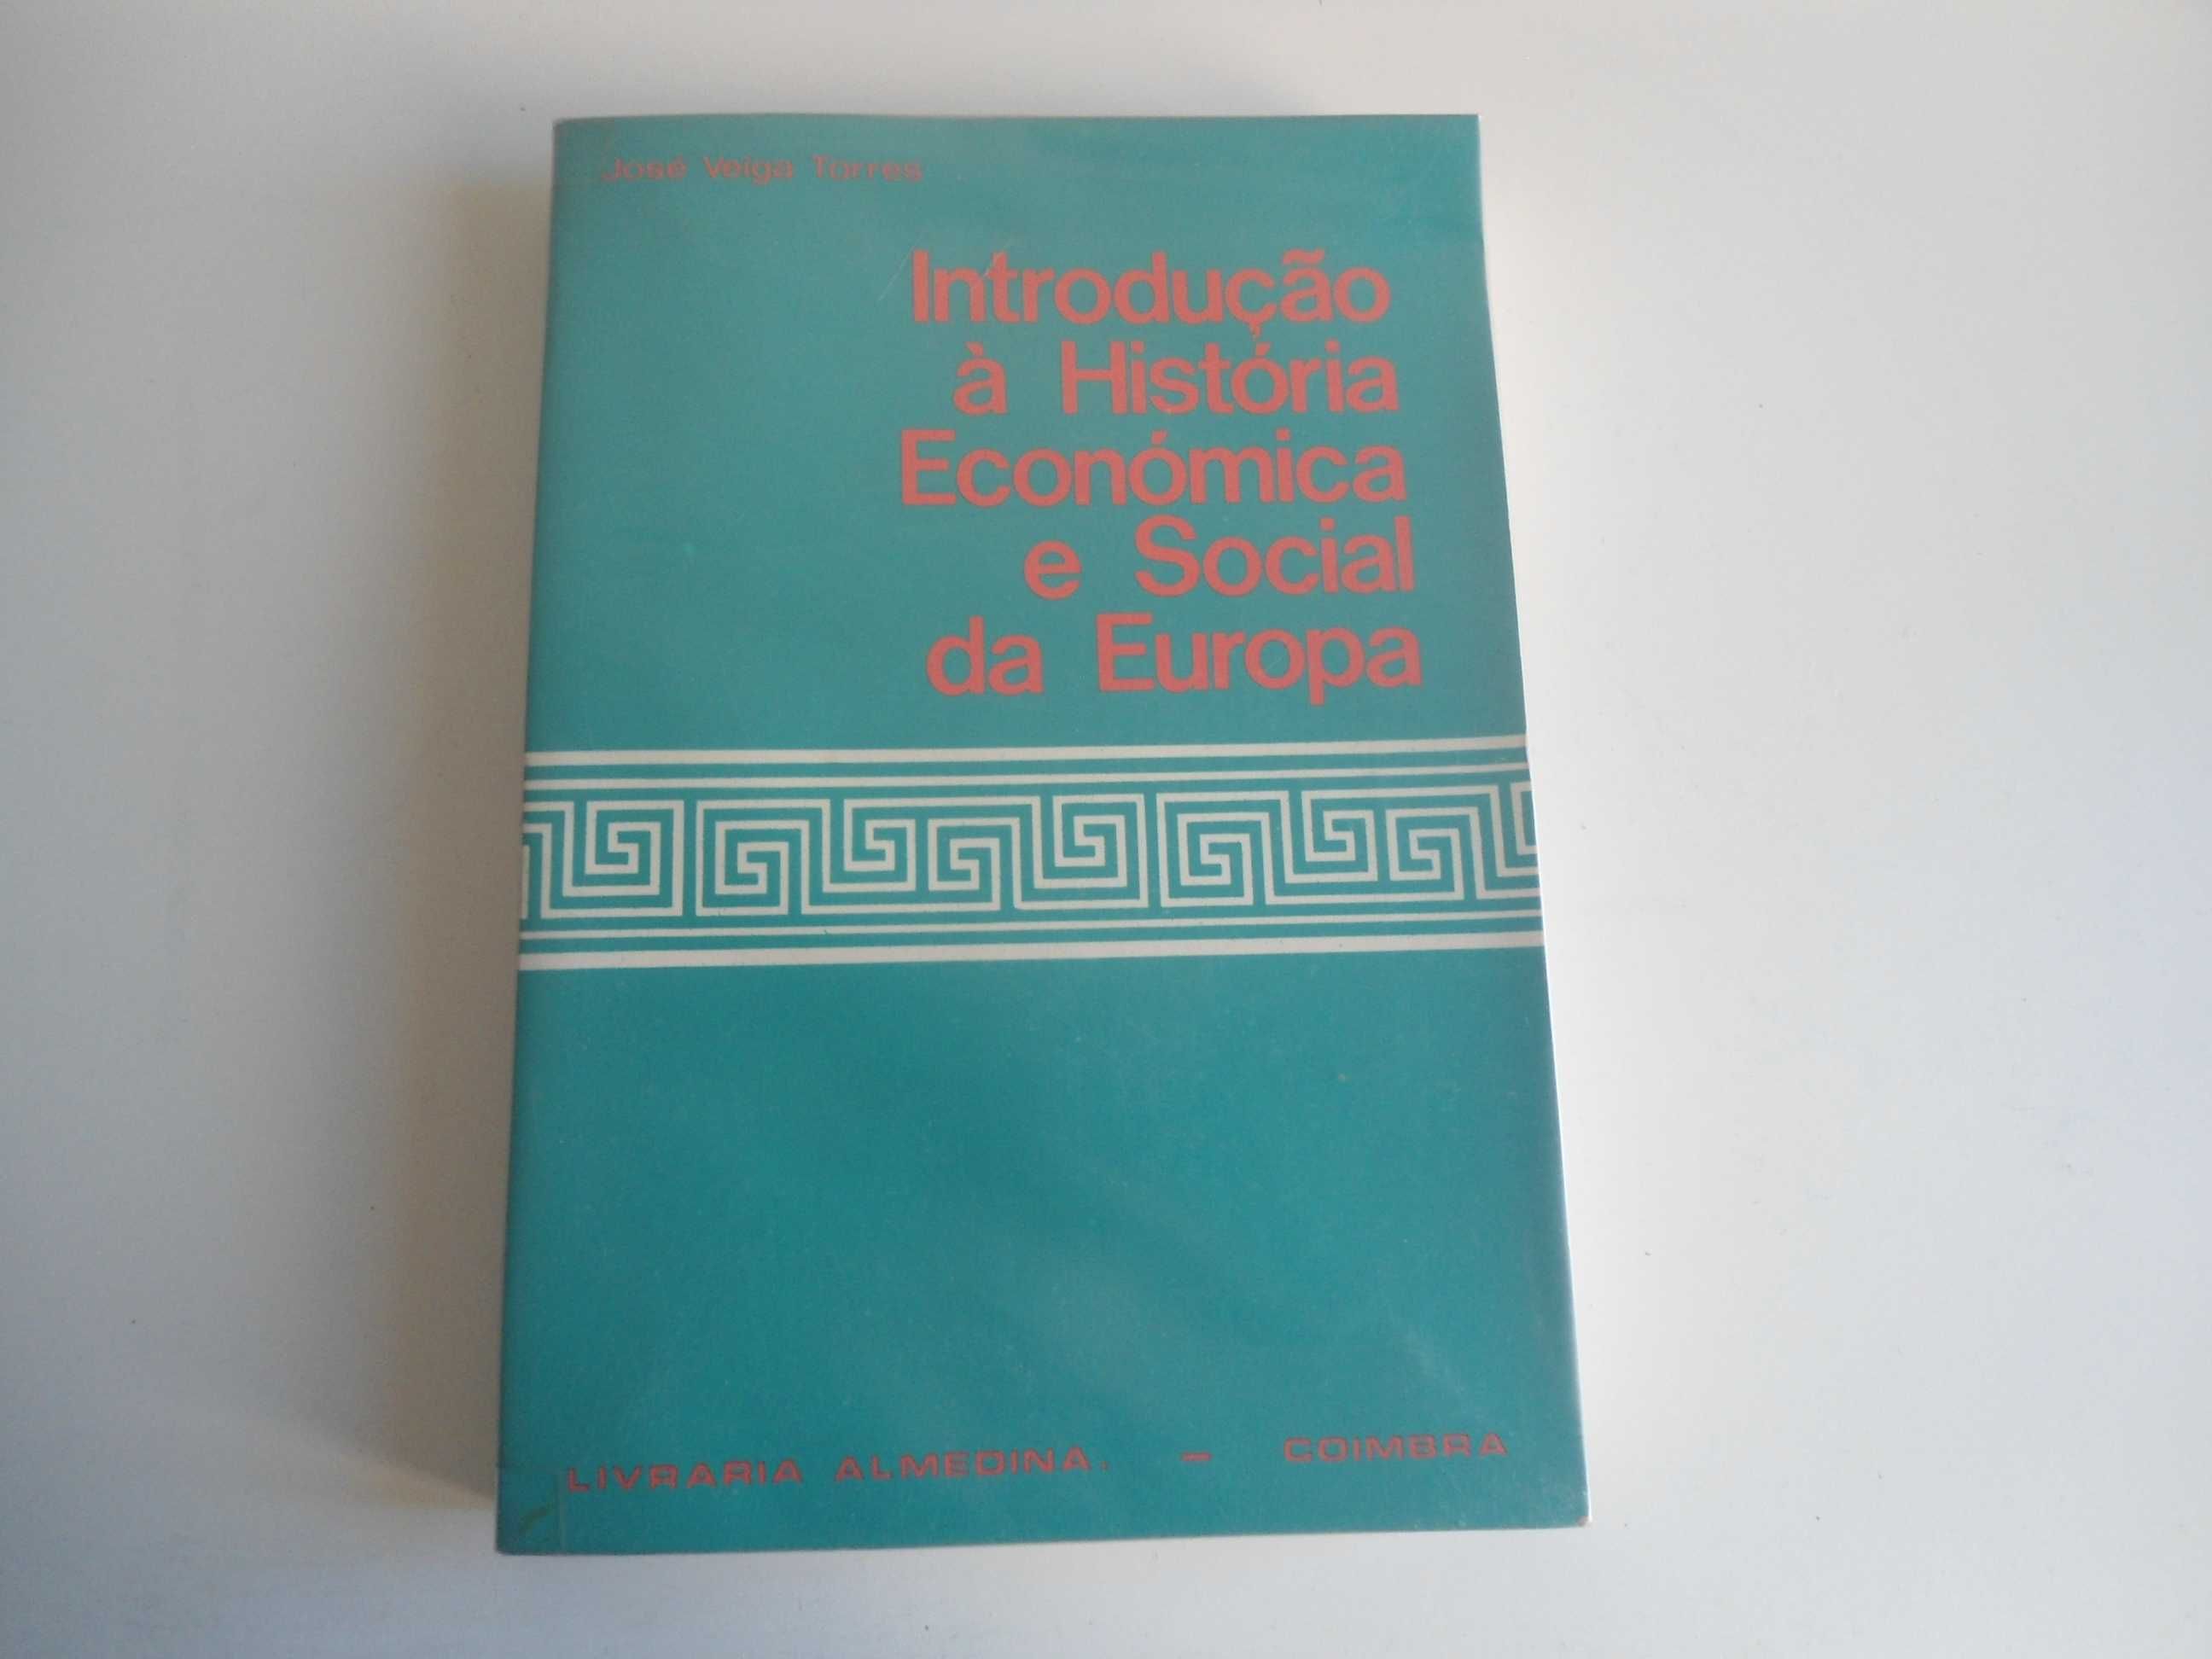 José Veiga Torres
Introdução
à História
Económica
e Social
da Europa
LIVRARIA ALMEDINA. – COIMBRA